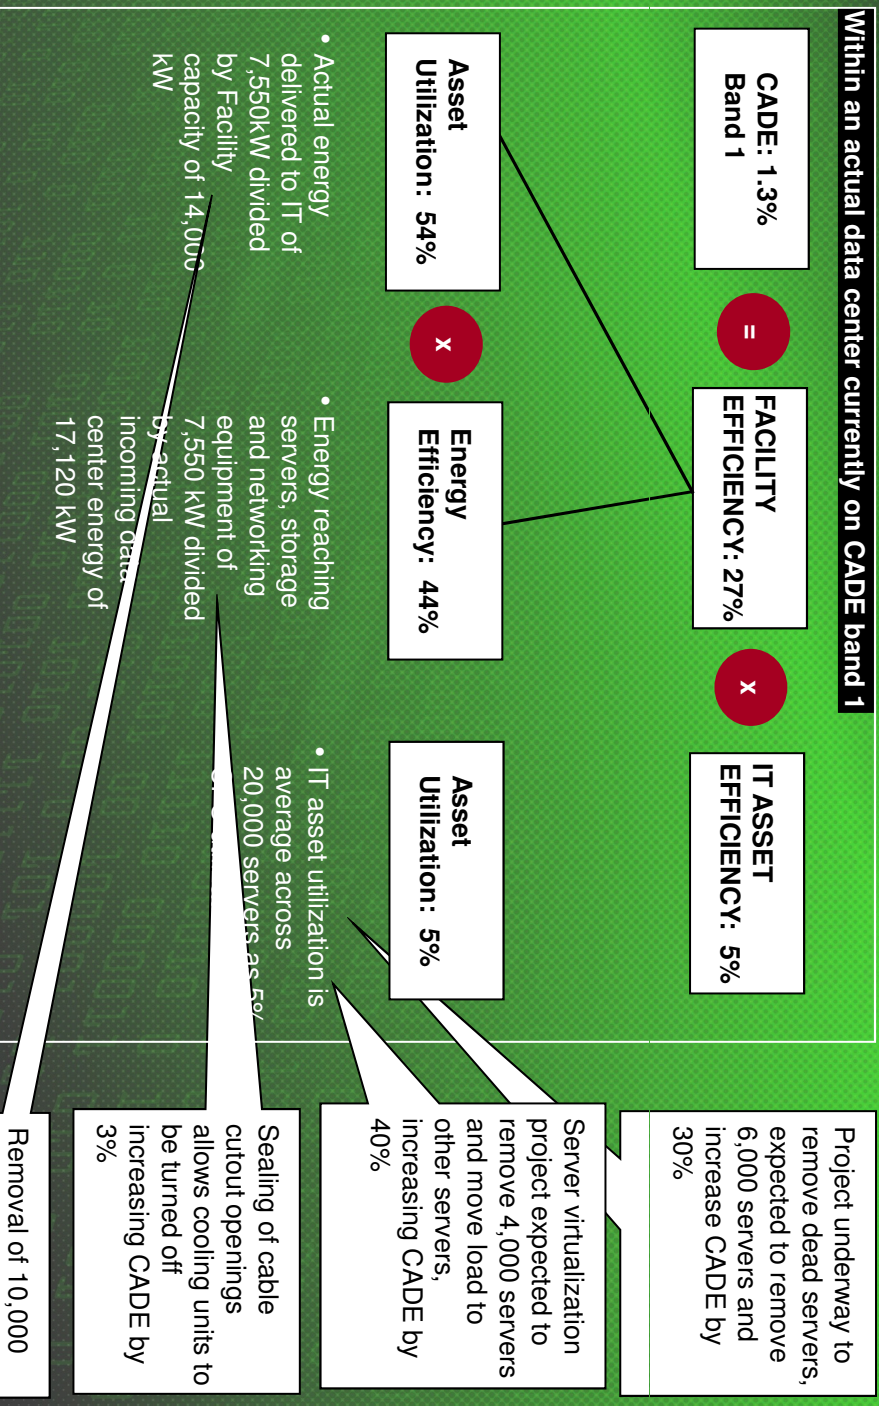 Within an actual data center currently on CADE band 1
CADE: 1.3%
Band 1
=
FACILITY
EFFICIENCY: 27%
x
IT ASSET
EFFICIENCY: 5%
Asset
Utilization: 54%
x
Energy
Efficiency: 44%
Asset
Utilization: 5%
• Actual energy
delivered to IT of
7,550kW divided
by Facility
capacity of 14,000
kW
• Energy reaching
servers, storage
and networking
equipment of
7,550 kW divided
by actual
incoming data
center energy of
17,120 kW
• IT asset utilization is
average across
20,000 servers as 5%
Project underway to
remove dead servers,
expected to remove
6,000 servers and
increase CADE by
30%
Server virtualization
project expected to
remove 4,000 servers
and move load to
other servers,
increasing CADE by
40%
Sealing of cable
cutout openings
allows cooling units to
be turned off
increasing CADE by
3%
Removal of 10,000